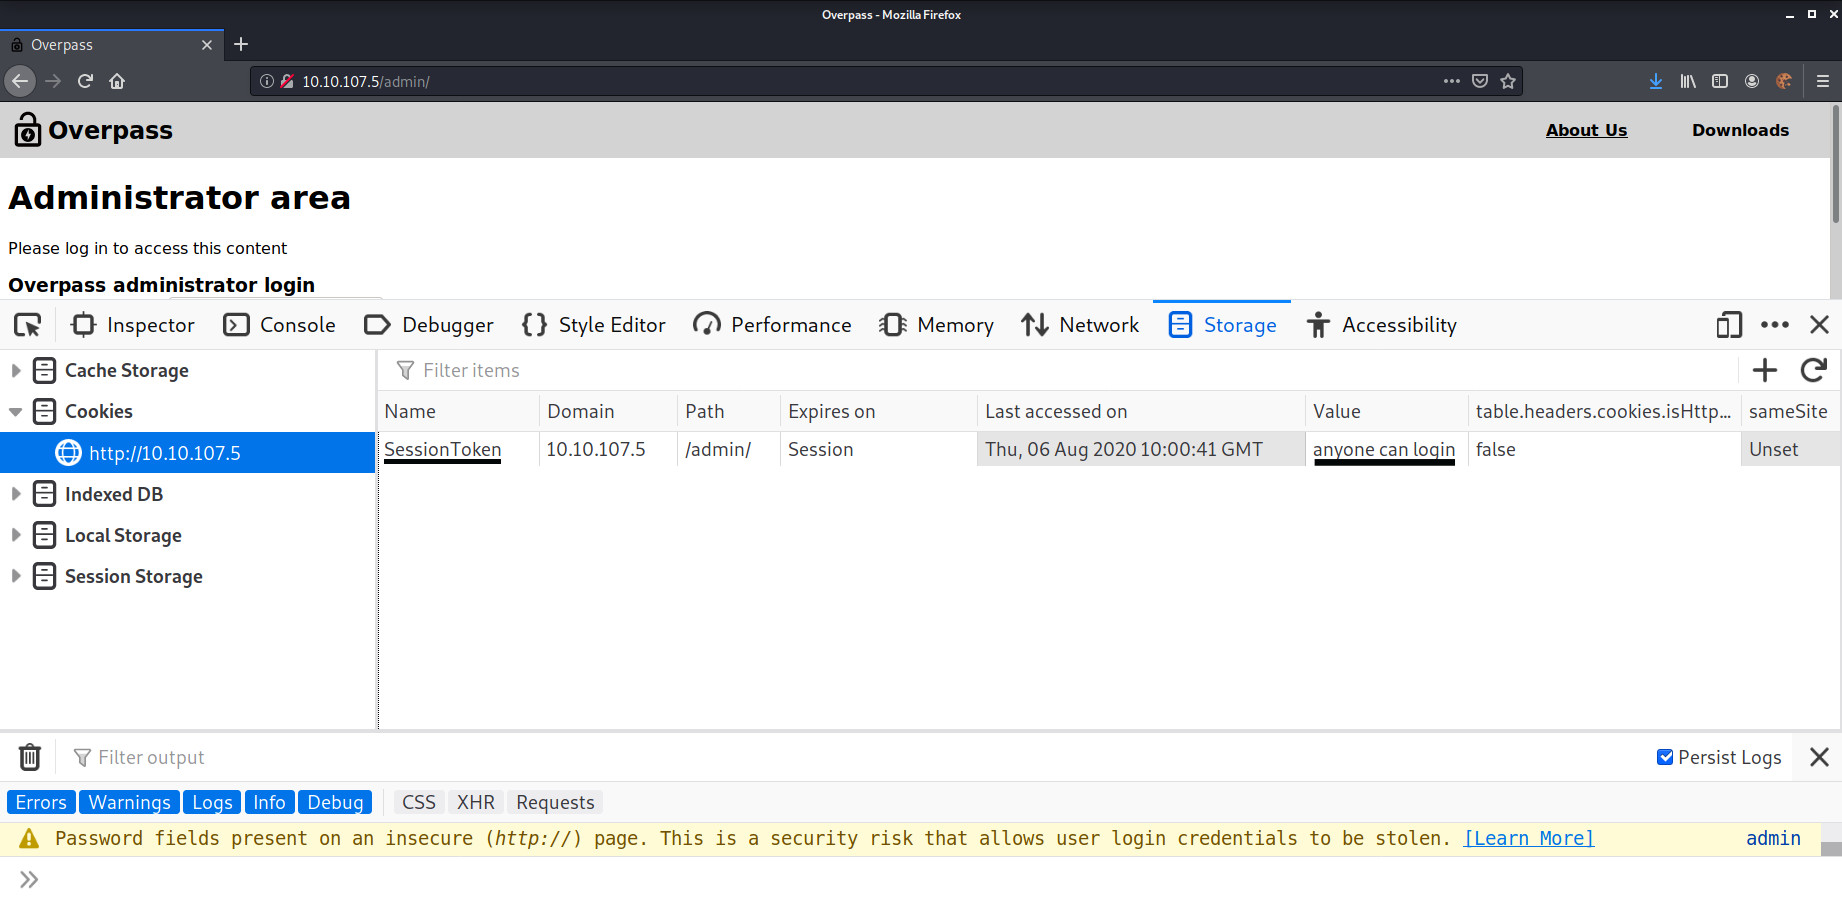 Overpass - Mozilla Firefox
Overpass
10.10.107.5/admin/
Overpass About Us Downloads
Administrator area
Please log in to access this content
Overpass administrator login
Inspector Console Debugger Style Editor Performance Memory Network Storage Accessibility
Cache Storage
Cookies
http://10.10.107.5
Indexed DB
Local Storage
Session Storage
Filter items
Name Domain Path Expires on Last accessed on Value table.headers.cookies.isHttp... sameSite
SessionToken 10.10.107.5 /admin/ Session Thu, 06 Aug 2020 10:00:41 GMT anyone can login false Unset
Filter output Persist Logs
Errors Warnings Logs Info Debug CSS XHR Requests
Password fields present on an insecure (http://) page. This is a security risk that allows user login credentials to be stolen. [Learn More] admin